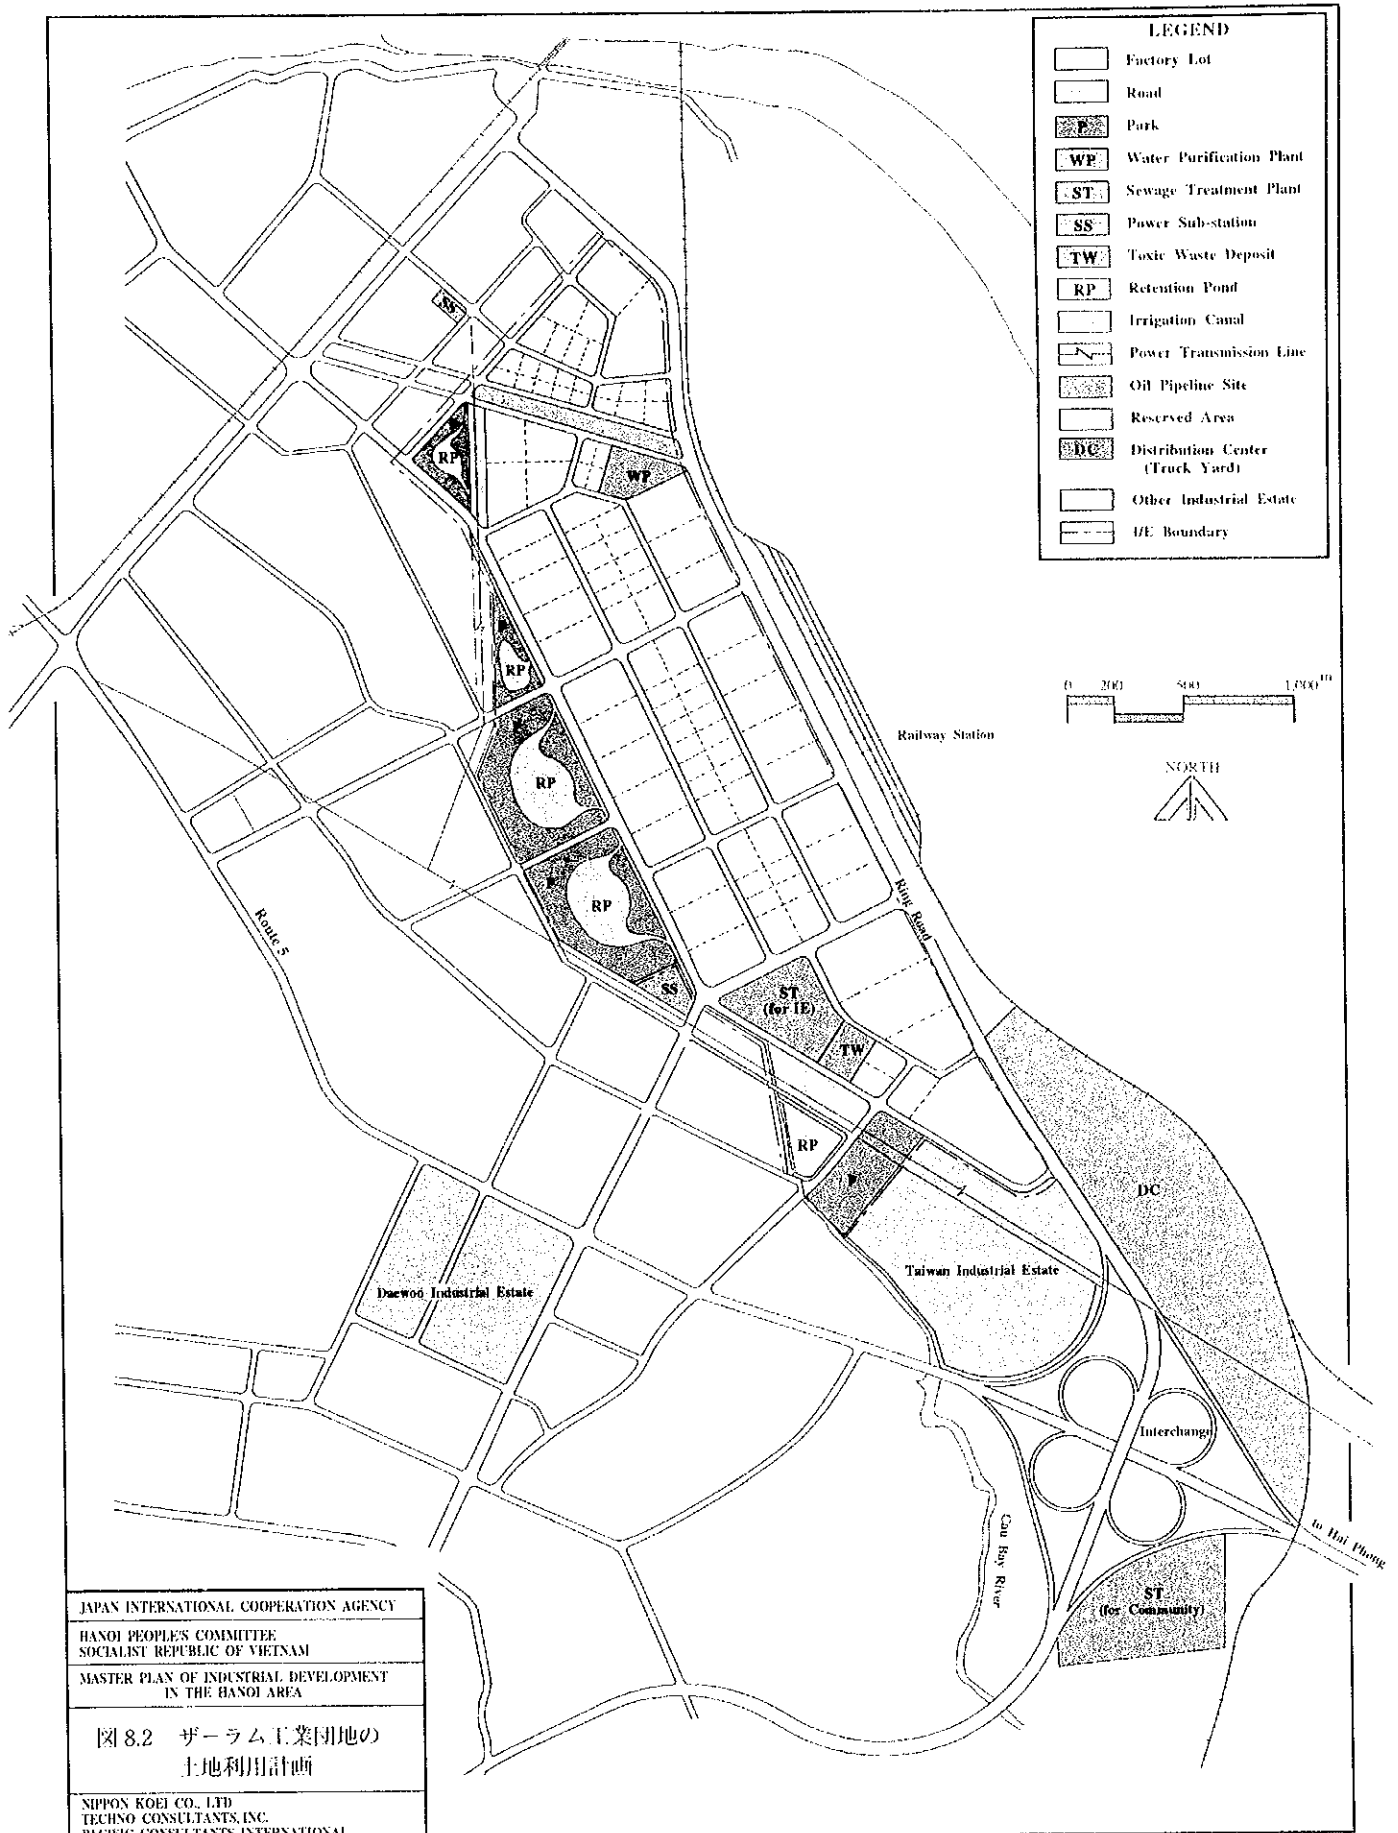 LEGEND
Factory Lot
Road
P Park
WP Water Purification Plant
ST Sewage Treatment Plant
SS Power Sub-station
TW Toxic Waste Deposit
RP Retention Pond
Irrigation Canal
Power Transmission Line
Oil Pipeline Site
Reserved Area
DC Distribution Center
(Truck Yard)
Other Industrial Estate
I/E Boundary
SS
P
RP
WP
P
RP
0 200 500 1,000 m
Railway Station
NORTH
P
RP
P
RP
Ring Road
Route 5
SS
ST
(for IE)
TW
RP
P
DC
Taiwan Industrial Estate
Daewoo Industrial Estate
Interchange
to Hai Phong
Cau Bay River
ST
(for Community)
JAPAN INTERNATIONAL COOPERATION AGENCY
HANOI PEOPLE'S COMMITTEE
SOCIALIST REPUBLIC OF VIETNAM
MASTER PLAN OF INDUSTRIAL DEVELOPMENT
IN THE HANOI AREA
図 8.2 ザーラム工業団地の
土地利用計画
NIPPON KOEI CO., LTD
TECHNO CONSULTANTS, INC.
PACIFIC CONSULTANTS INTERNATIONAL